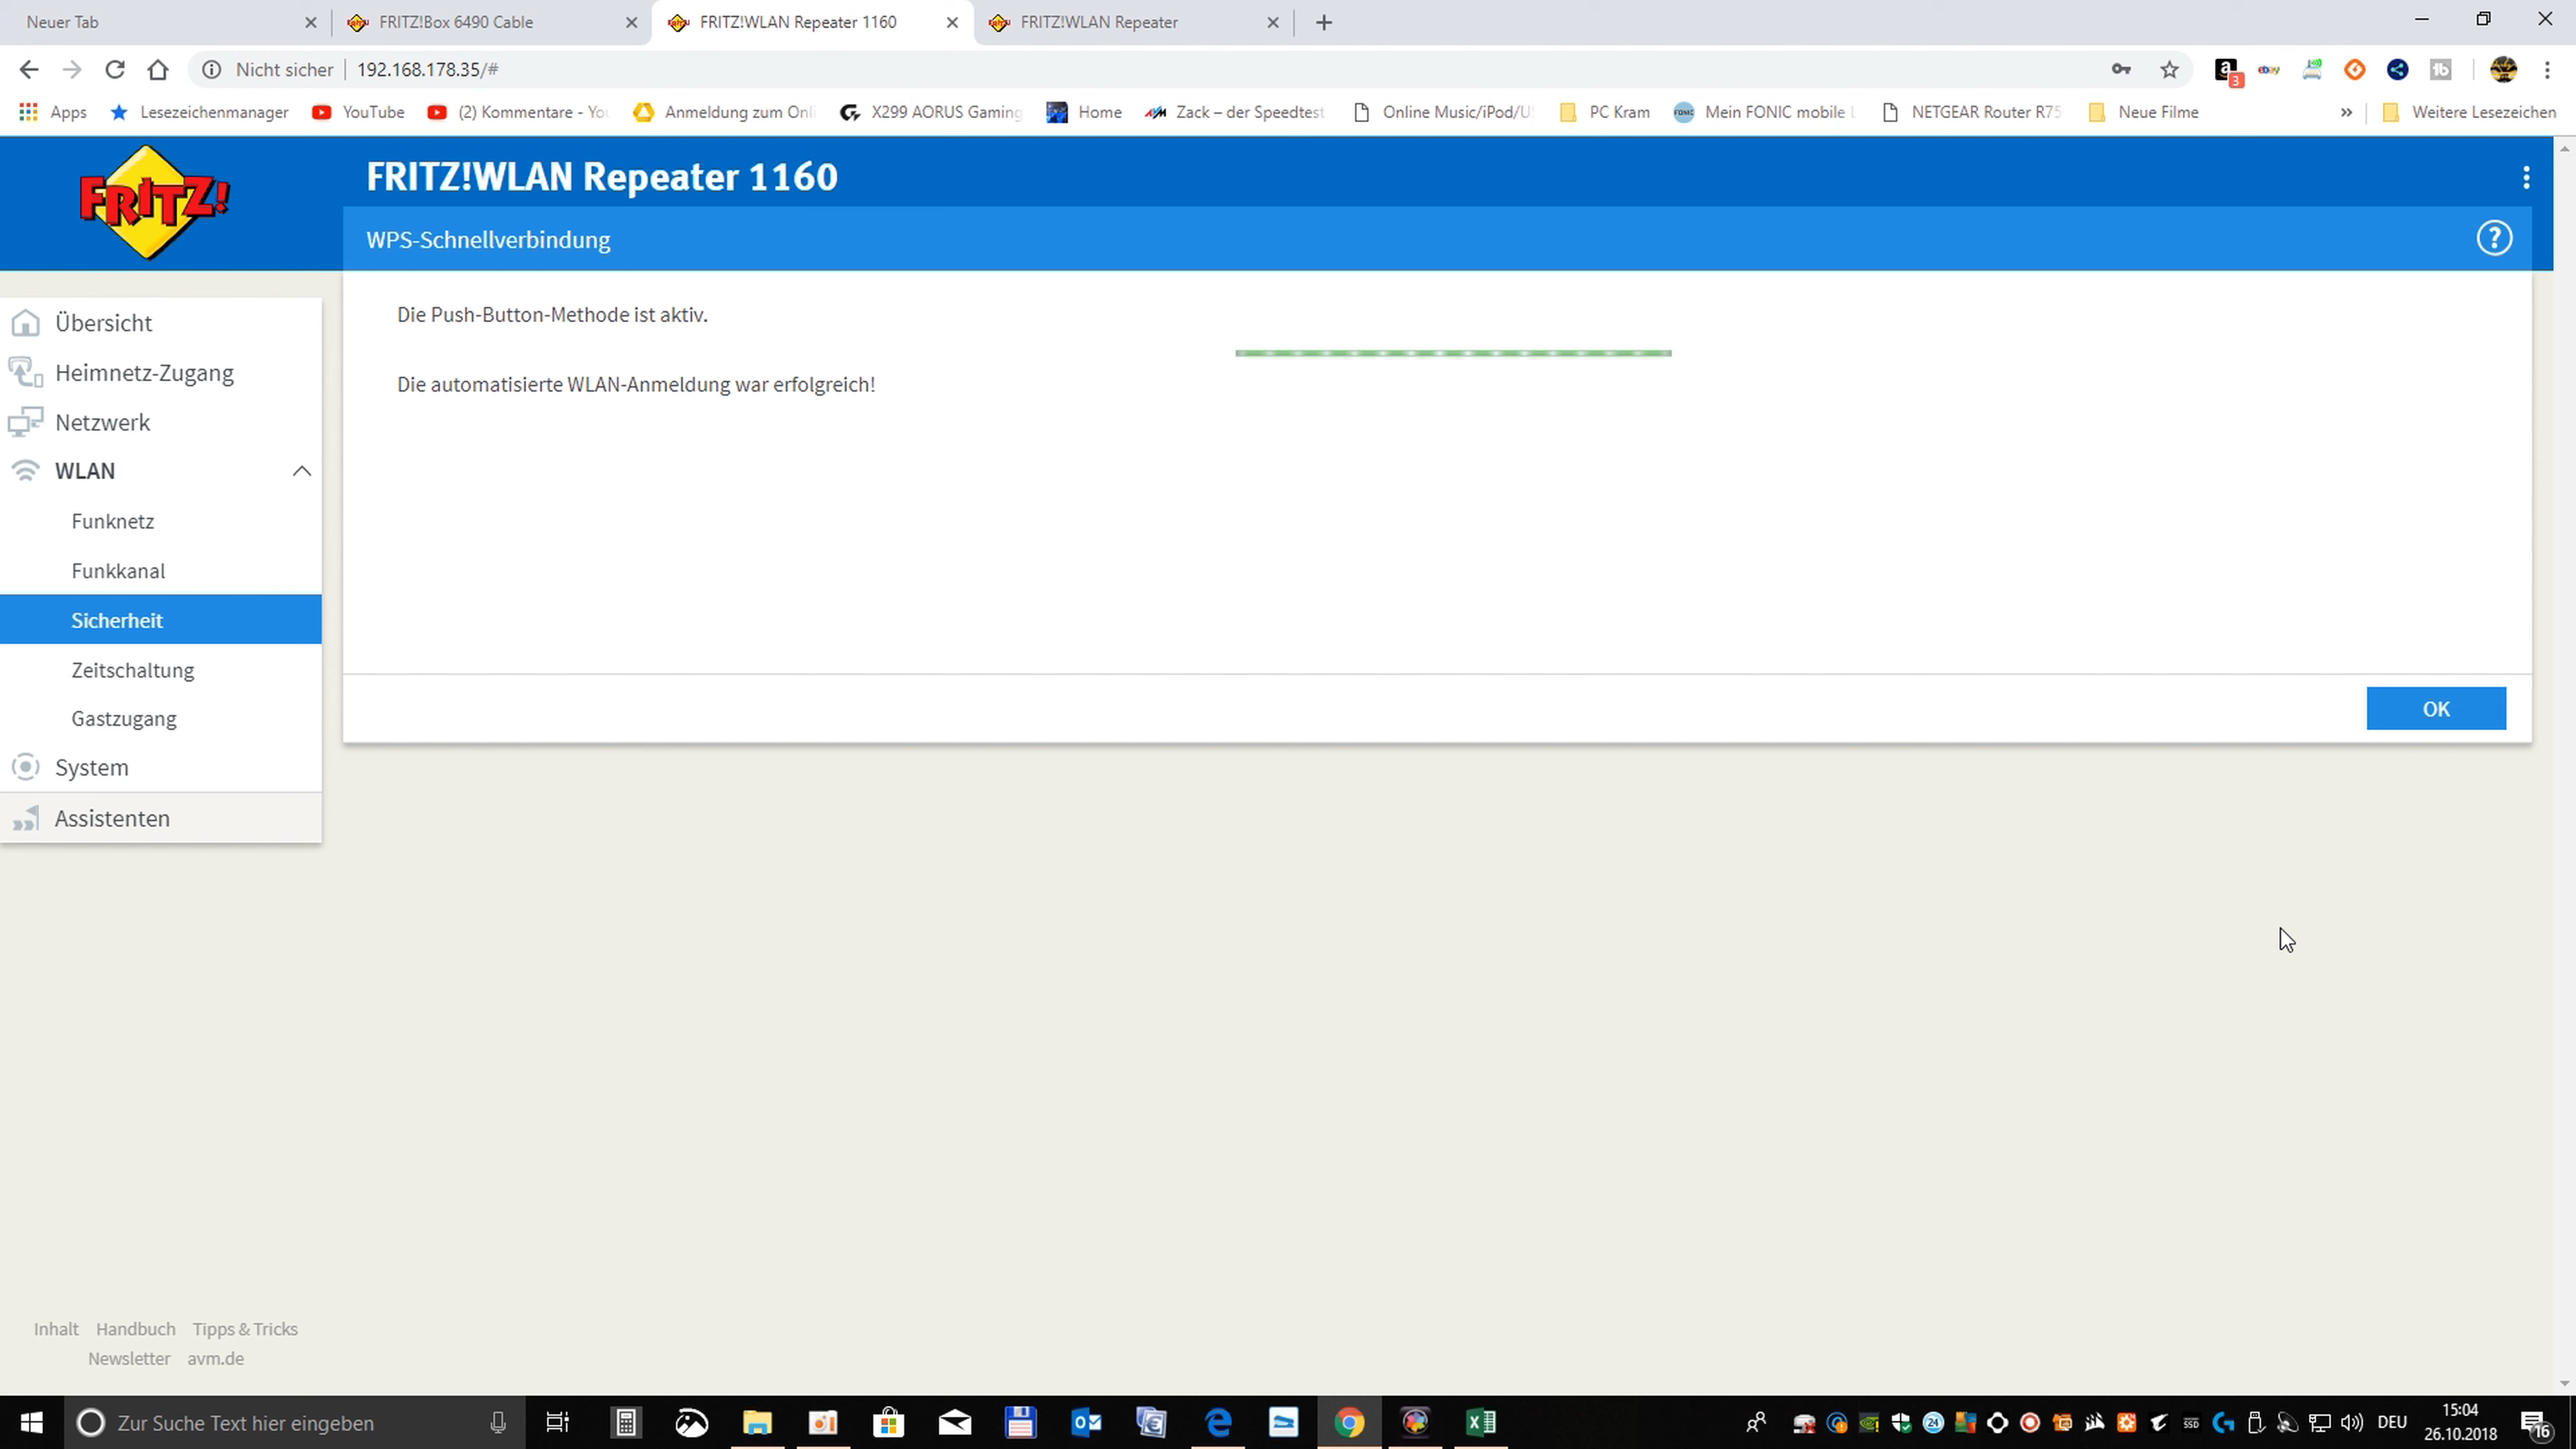 Neuer Tab
FRITZ!Box 6490 Cable
FRITZ!WLAN Repeater 1160
FRITZ!WLAN Repeater
Nicht sicher
192.168.178.35/#
3
Apps
Lesezeichenmanager
YouTube
(2) Kommentare - You
Anmeldung zum Onli
X299 AORUS Gaming
Home
Zack – der Speedtest
Online Music/iPod/U
PC Kram
Mein FONIC mobile
NETGEAR Router R75
Neue Filme
»
Weitere Lesezeichen
FRITZ!
FRITZ!WLAN Repeater 1160
WPS-Schnellverbindung
?
Die Push-Button-Methode ist aktiv.
Die automatisierte WLAN-Anmeldung war erfolgreich!
OK
Übersicht
Heimnetz-Zugang
Netzwerk
WLAN
Funknetz
Funkkanal
Sicherheit
Zeitschaltung
Gastzugang
System
Assistenten
Inhalt Handbuch Tipps & Tricks
Newsletter avm.de
Zur Suche Text hier eingeben
24
SSD
DEU
15:04
26.10.2018
16